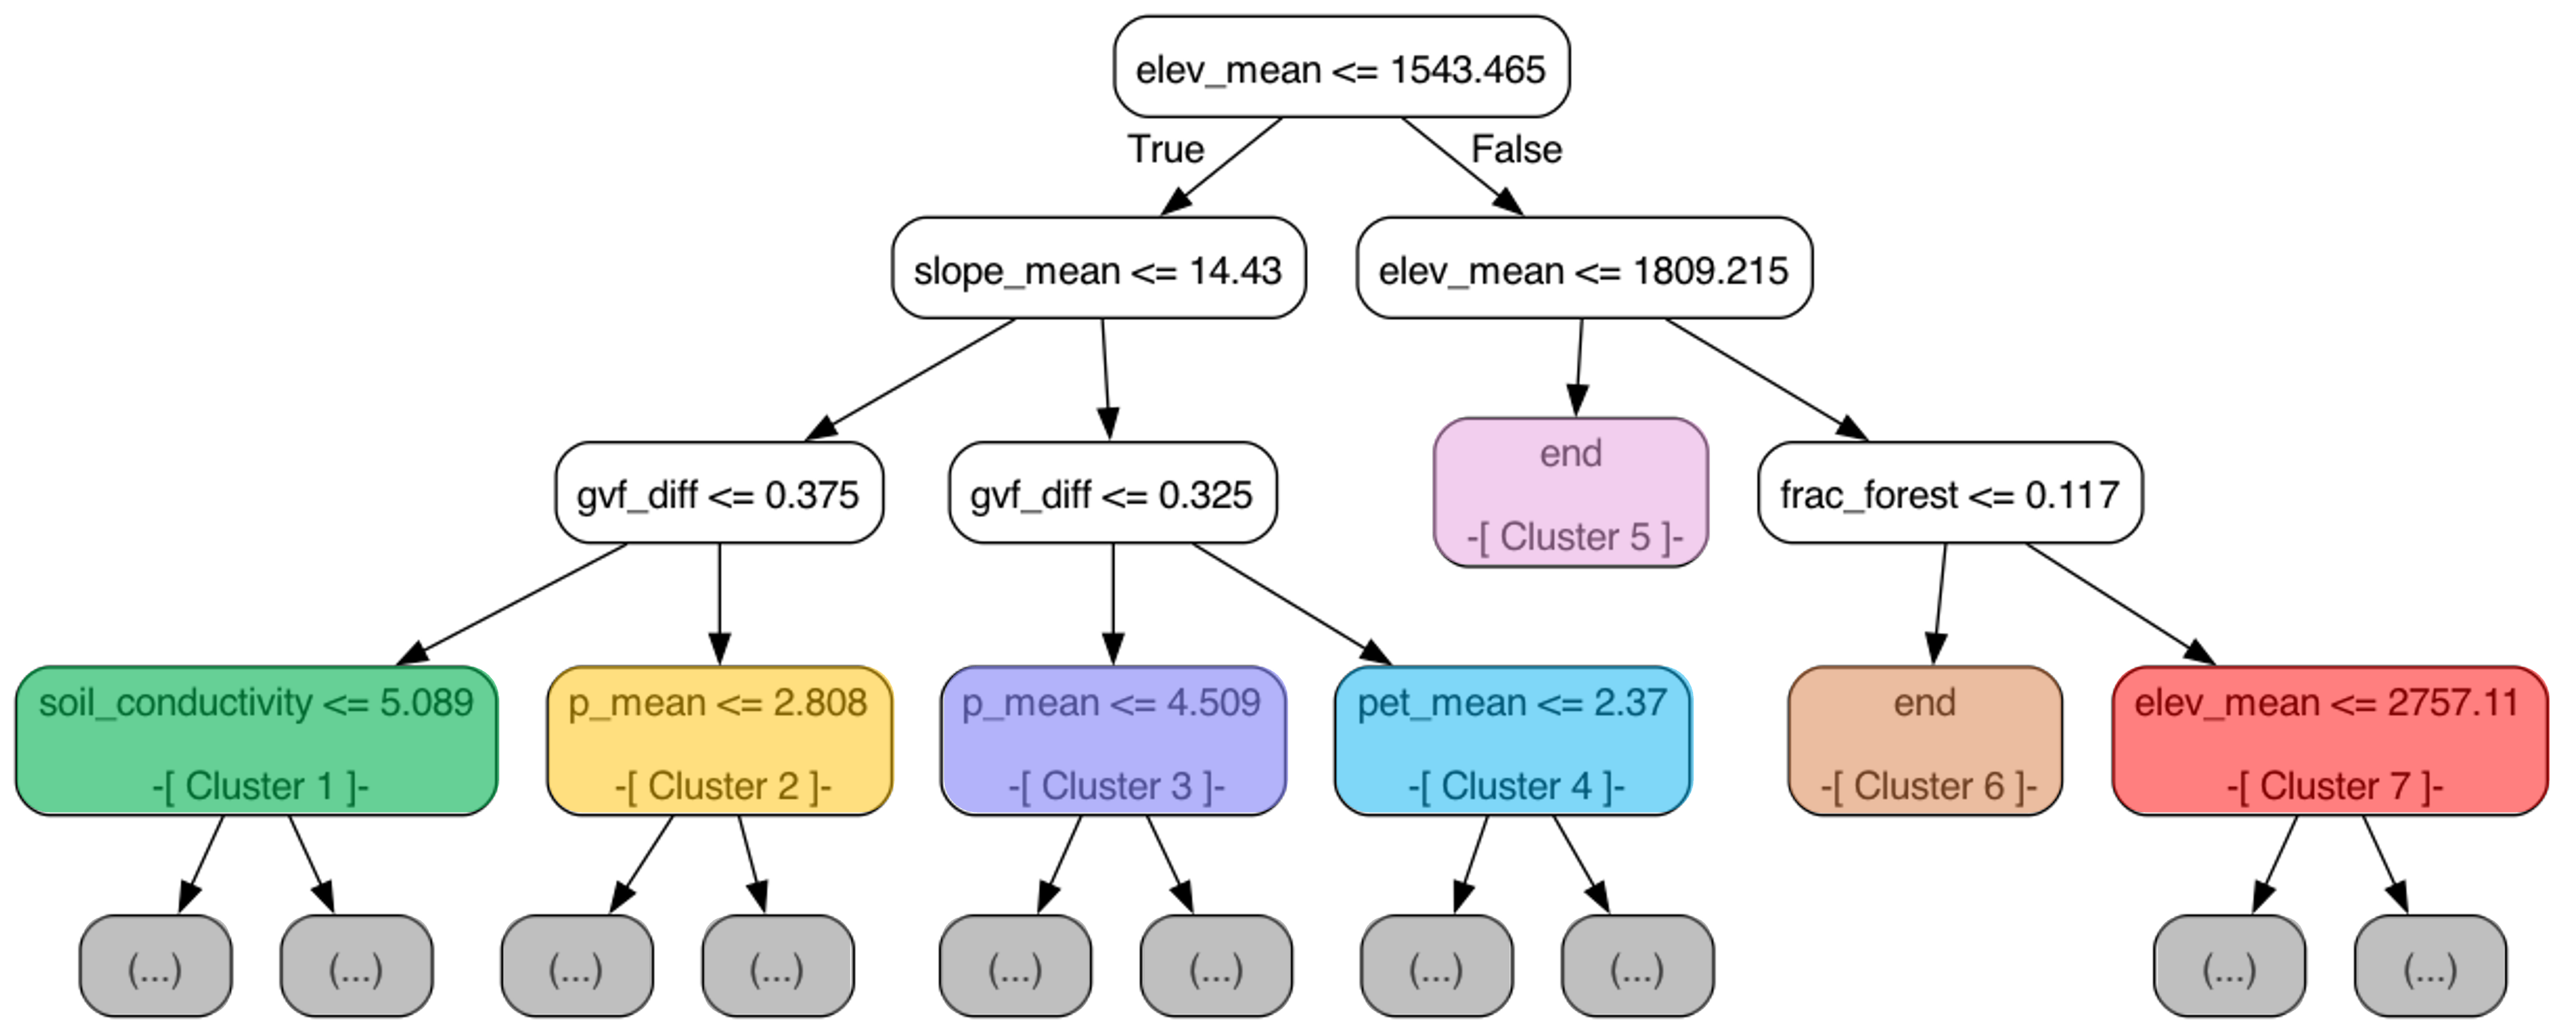 elev_mean <= 1543.465
True
False
slope_mean <= 14.43
elev_mean <= 1809.215
gvf_diff <= 0.375
gvf_diff <= 0.325
end
-[ Cluster 5 ]-
frac_forest <= 0.117
soil_conductivity <= 5.089
-[ Cluster 1 ]-
p_mean <= 2.808
-[ Cluster 2 ]-
p_mean <= 4.509
-[ Cluster 3 ]-
pet_mean <= 2.37
-[ Cluster 4 ]-
end
-[ Cluster 6 ]-
elev_mean <= 2757.11
-[ Cluster 7 ]-
(...)
(...)
(...)
(...)
(...)
(...)
(...)
(...)
(...)
(...)